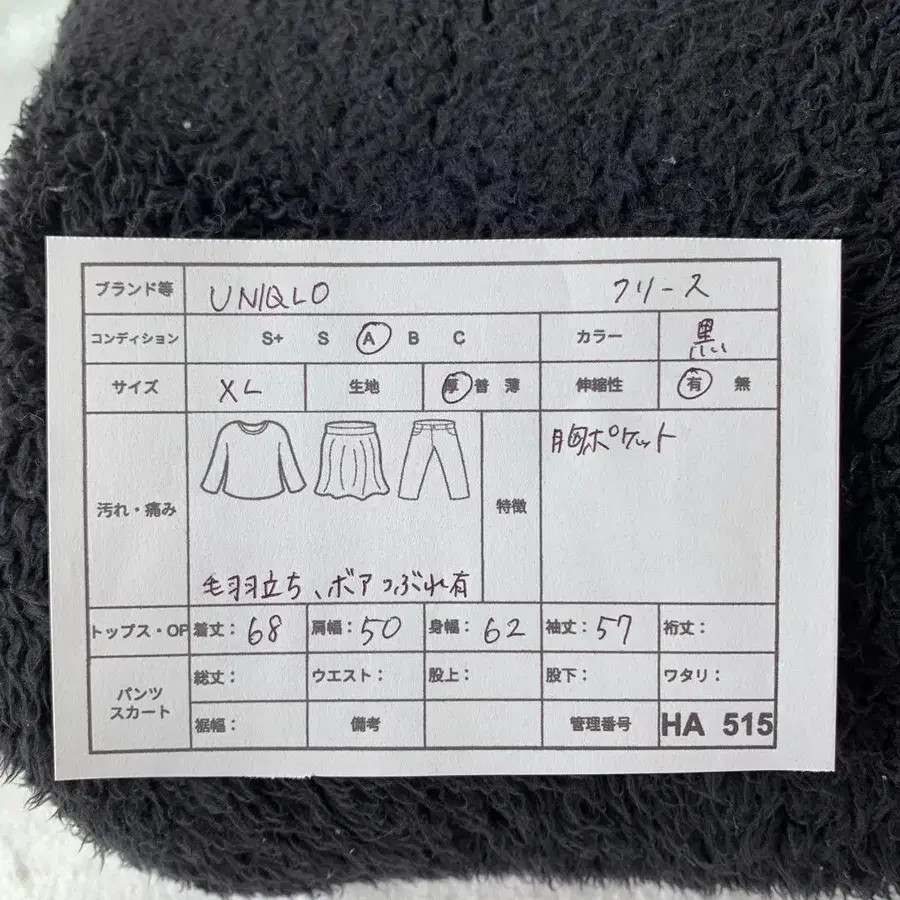 ブランド等 UNIQLO フリース
コンディション S+ S A B C カラー 黒
サイズ XL 生地 厚 普 薄 伸縮性 有 無
汚れ・痛み 毛羽立ち、ボアつぶれ有 特徴 胸ポケット
トップス・OP 着丈：68 肩幅：50 身幅：62 袖丈：57 裄丈：
パンツ スカート 総丈： ウエスト： 股上： 股下： ワタリ：
裾幅： 備考 管理番号 HA 515